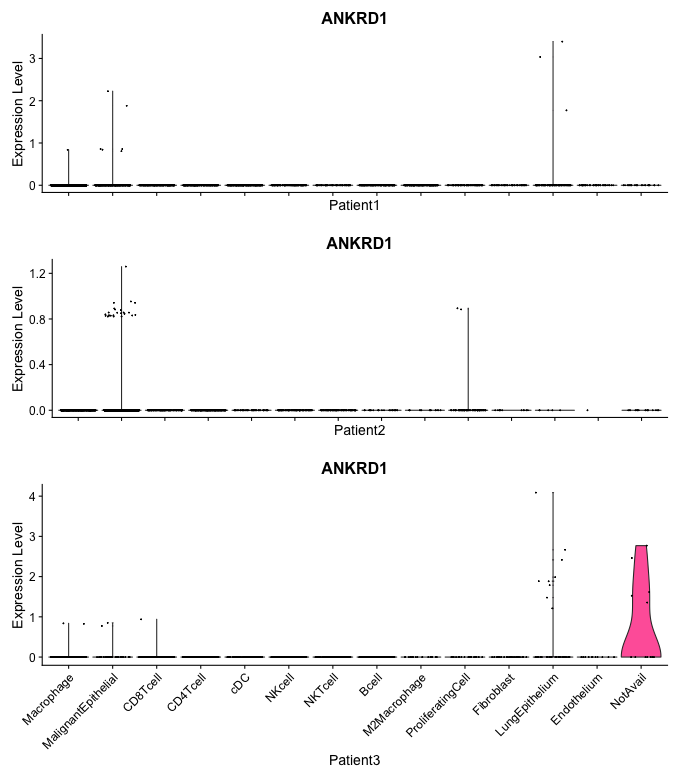 ANKRD1
Expression Level
3
2
1
0
Patient1
ANKRD1
Expression Level
1.2
0.8
0.4
0.0
Patient2
ANKRD1
Expression Level
4
3
2
1
0
Macrophage
MalignantEpithelial
CD8Tcell
CD4Tcell
cDC
NKcell
NKTcell
Bcell
M2Macrophage
ProliferatingCell
Fibroblast
LungEpithelium
Endothelium
NotAvail
Patient3